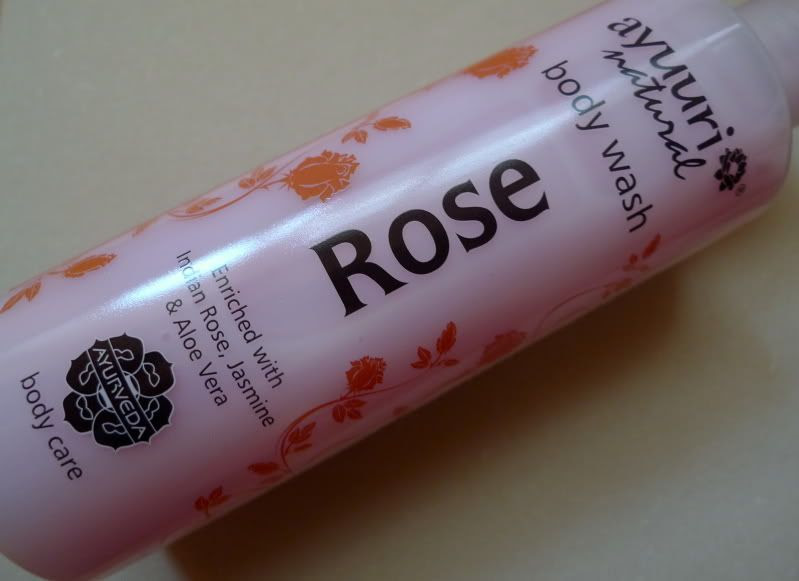 ayuuri
natural
®
body wash
Rose
Enriched with
Indian Rose, Jasmine
& Aloe Vera
AYURVEDA
body care